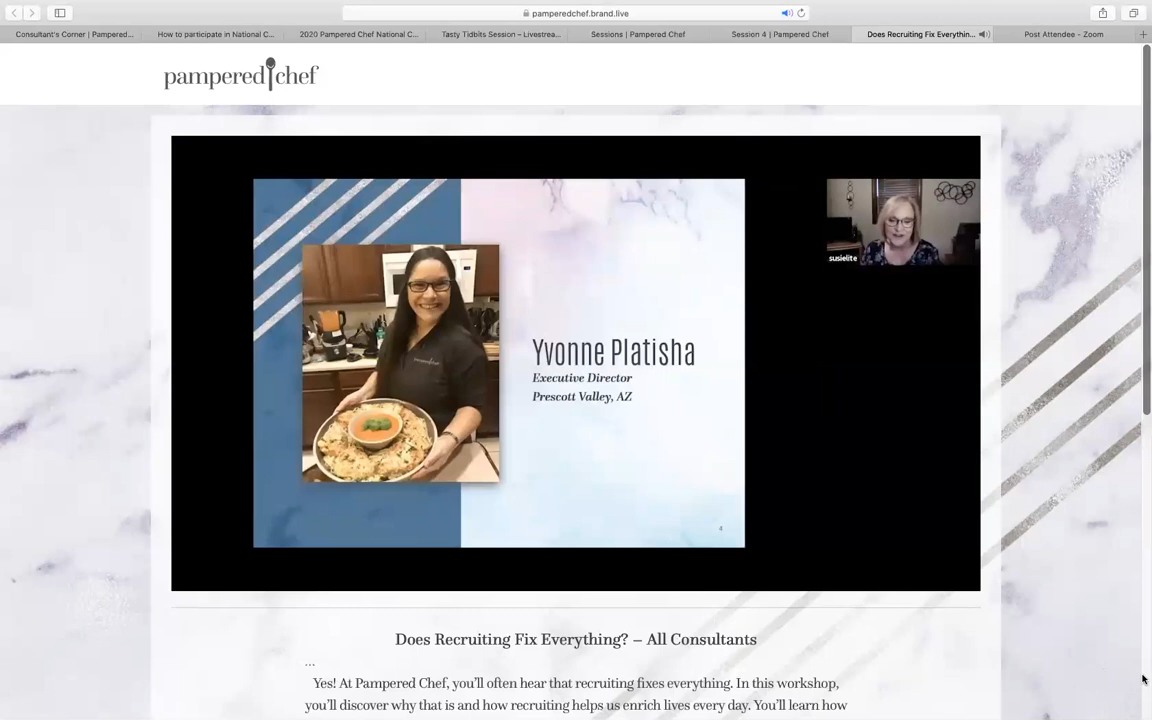 pamperedchef.brand.live
Consultant's Corner | Pampered...
How to participate in National C...
2020 Pampered Chef National C...
Tasty Tidbits Session – Livestrea...
Sessions | Pampered Chef
Session 4 | Pampered Chef
Does Recruiting Fix Everythin...
Post Attendee - Zoom
pampered chef
Yvonne Platisha
Executive Director
Prescott Valley, AZ
4
susielite
Does Recruiting Fix Everything? – All Consultants
...
Yes! At Pampered Chef, you'll often hear that recruiting fixes everything. In this workshop,
you'll discover why that is and how recruiting helps us enrich lives every day. You'll learn how